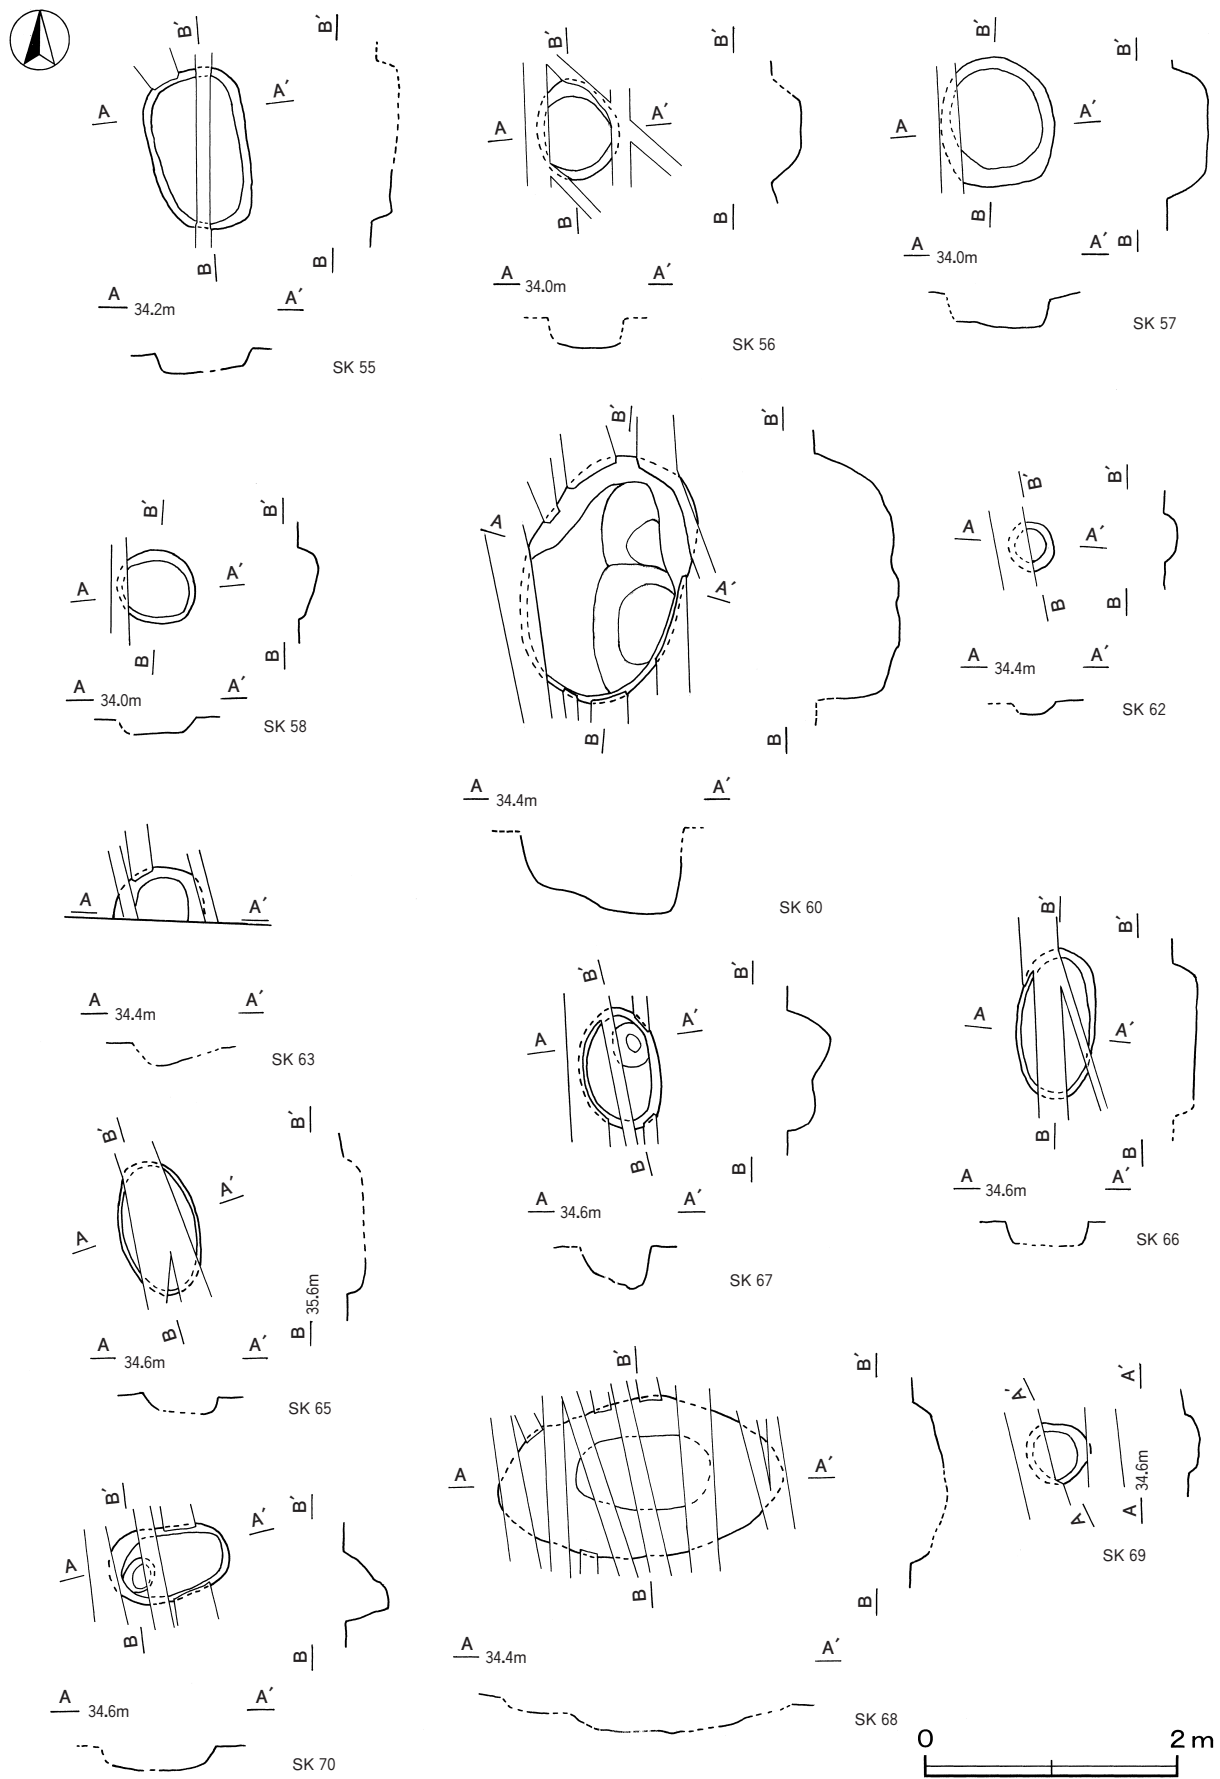 B' B' B' B' B' B'
A A' A A' A A'
B B B B B B
A 34.2m A' A 34.0m A' A 34.0m A'
SK 55 SK 56 SK 57
B' B' B' B' B' B'
A A' A A' A A'
B B B B B B
A 34.0m A' A 34.4m A' A 34.4m A'
SK 58 SK 60 SK 62
A A'
A 34.4m A'
SK 63
B' B' B' B'
A A' A A'
B B B B
A 34.6m A' A 34.6m A'
SK 67 SK 66
B' B'
A A'
B B 35.6m
A 34.6m A'
SK 65
B' B' A' A'
A A'
B B A A 34.6m
A 34.4m A'
SK 68 SK 69
B' B'
A A'
B B
A 34.6m A'
SK 70
0 2 m